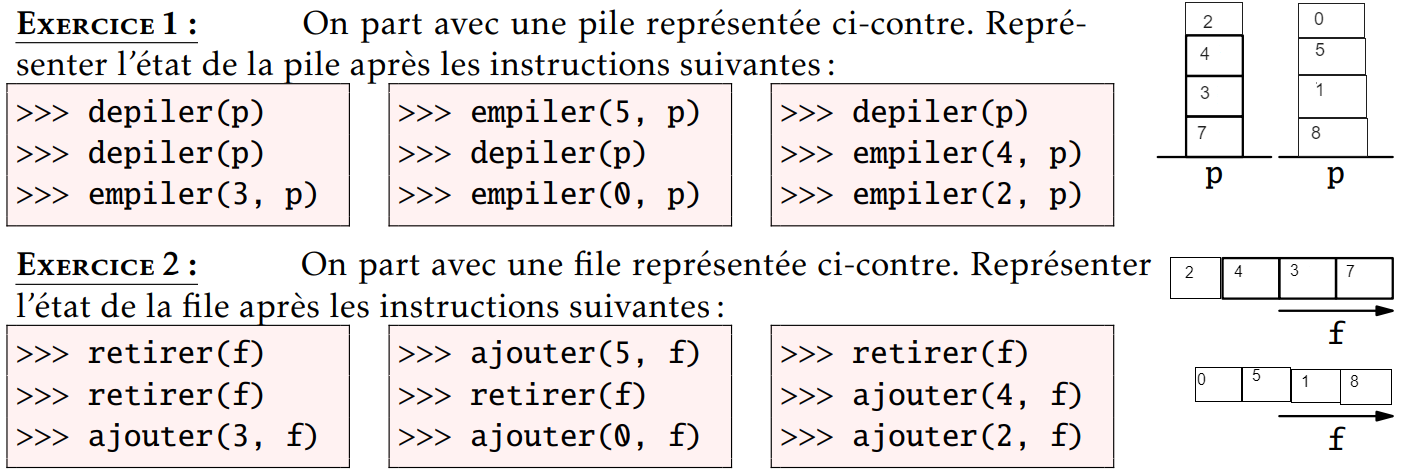 EXERCICE 1 : On part avec une pile représentée ci-contre. Repré-
senter l'état de la pile après les instructions suivantes :
>>> depiler(p)
>>> depiler(p)
>>> empiler(3, p)
>>> empiler(5, p)
>>> depiler(p)
>>> empiler(0, p)
>>> depiler(p)
>>> empiler(4, p)
>>> empiler(2, p)
2
4
3
7
p
0
5
1
8
p
EXERCICE 2 : On part avec une file représentée ci-contre. Représenter
l'état de la file après les instructions suivantes :
>>> retirer(f)
>>> retirer(f)
>>> ajouter(3, f)
>>> ajouter(5, f)
>>> retirer(f)
>>> ajouter(0, f)
>>> retirer(f)
>>> ajouter(4, f)
>>> ajouter(2, f)
2 4 3 7
f
0 5 1 8
f